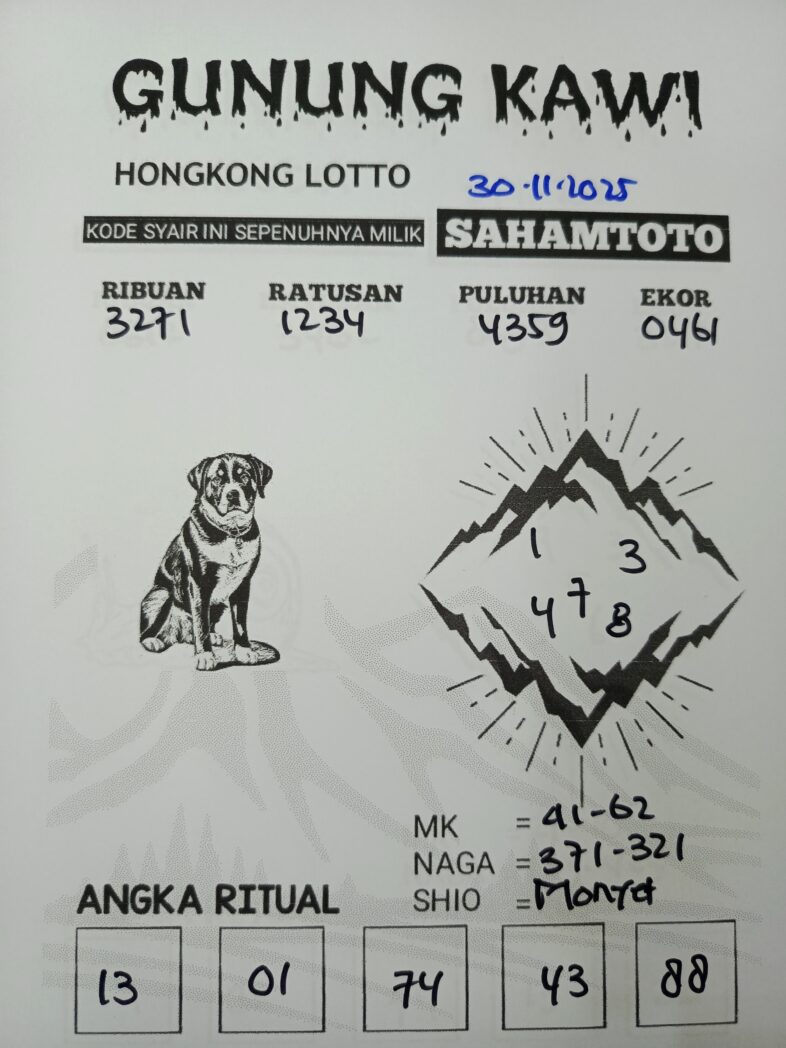 GUNUNG KAWI
HONGKONG LOTTO 30.11.2025
KODE SYAIR INI SEPENUHNYA MILIK SAHAMTOTO
RIBUAN RATUSAN PULUHAN EKOR
3271 1234 4359 0461
1 3
7
4 8
MK = 41-62
NAGA = 371-321
SHIO = Monyet
ANGKA RITUAL
13 01 74 43 88